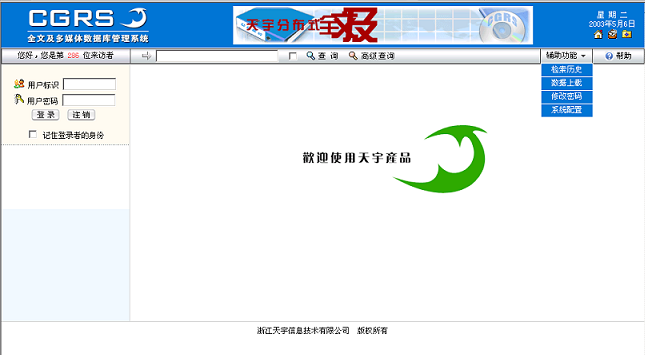 CGRS
全文及多媒体数据库管理系统
天宇分布式全文
CGRS
星期二
2003年5月6日
您好，您是第 286 位来访者
查 询
高级查询
辅助功能
帮助
检索历史
数据上载
修改密码
系统配置
用户标识
用户密码
登 录
注 销
记住登录者的身份
歡迎使用天宇産品
浙江天宇信息技术有限公司 版权所有